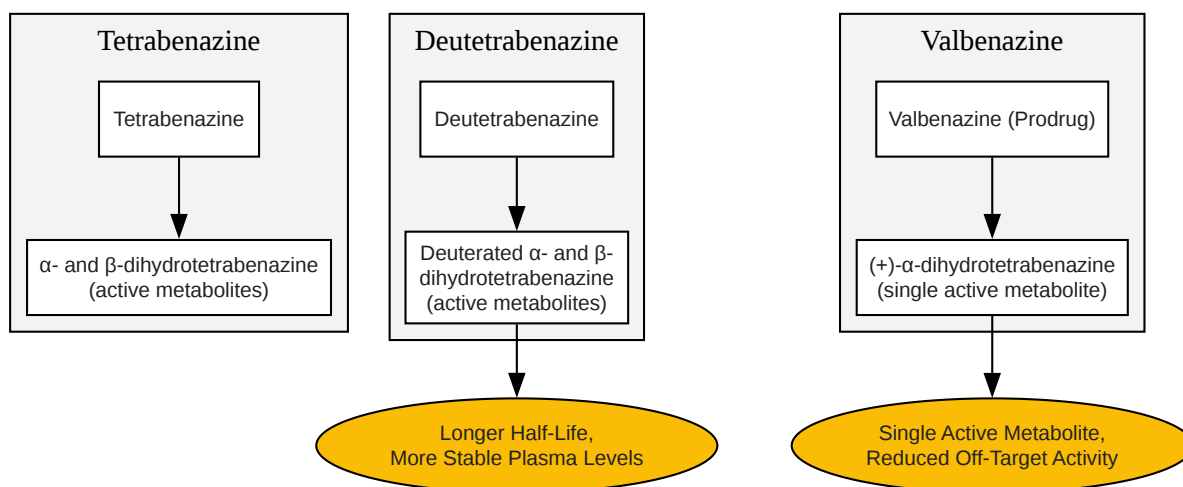 Tetrabenazine
Tetrabenazine
α- and β-dihydrotetrabenazine
(active metabolites)
Deutetrabenazine
Deutetrabenazine
Deuterated α- and β-
dihydrotetrabenazine
(active metabolites)
Longer Half-Life,
More Stable Plasma Levels
Valbenazine
Valbenazine (Prodrug)
(+)-α-dihydrotetrabenazine
(single active metabolite)
Single Active Metabolite,
Reduced Off-Target Activity